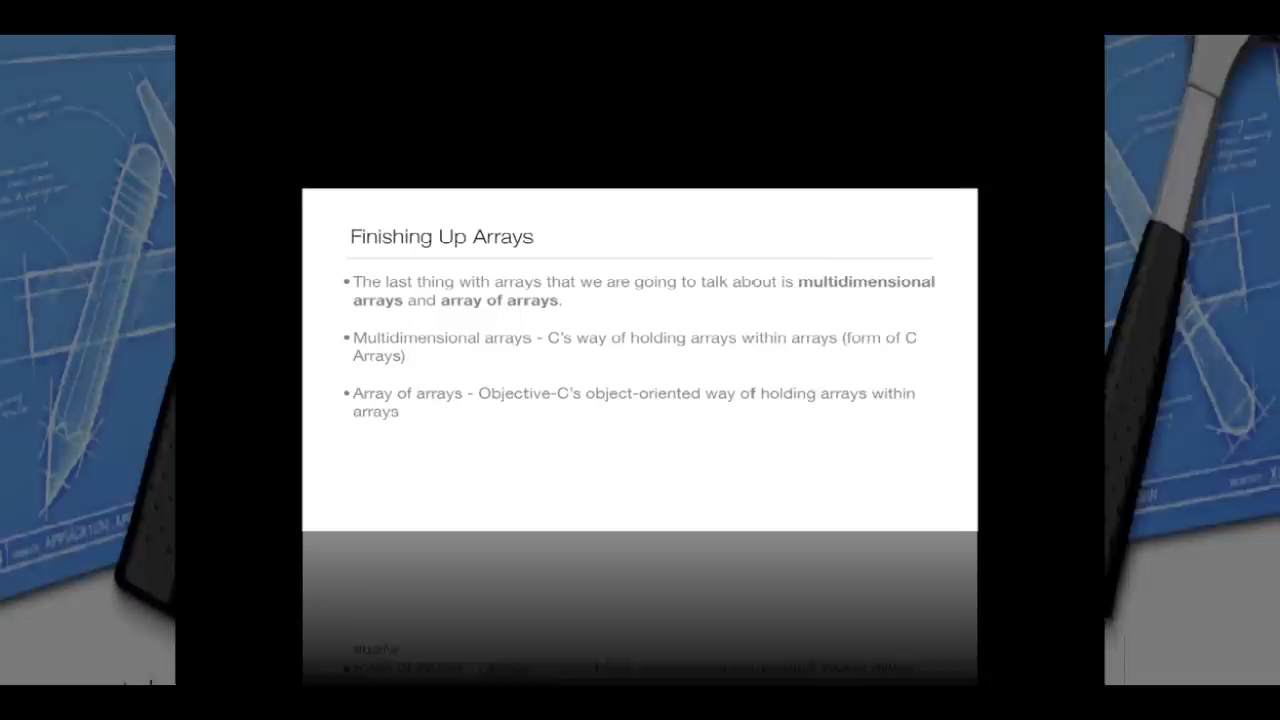 Finishing Up Arrays
•The last thing with arrays that we are going to talk about is multidimensional
arrays and array of arrays.
•Multidimensional arrays - C's way of holding arrays within arrays (form of C
Arrays)
•Array of arrays - Objective-C's object-oriented way of holding arrays within
arrays